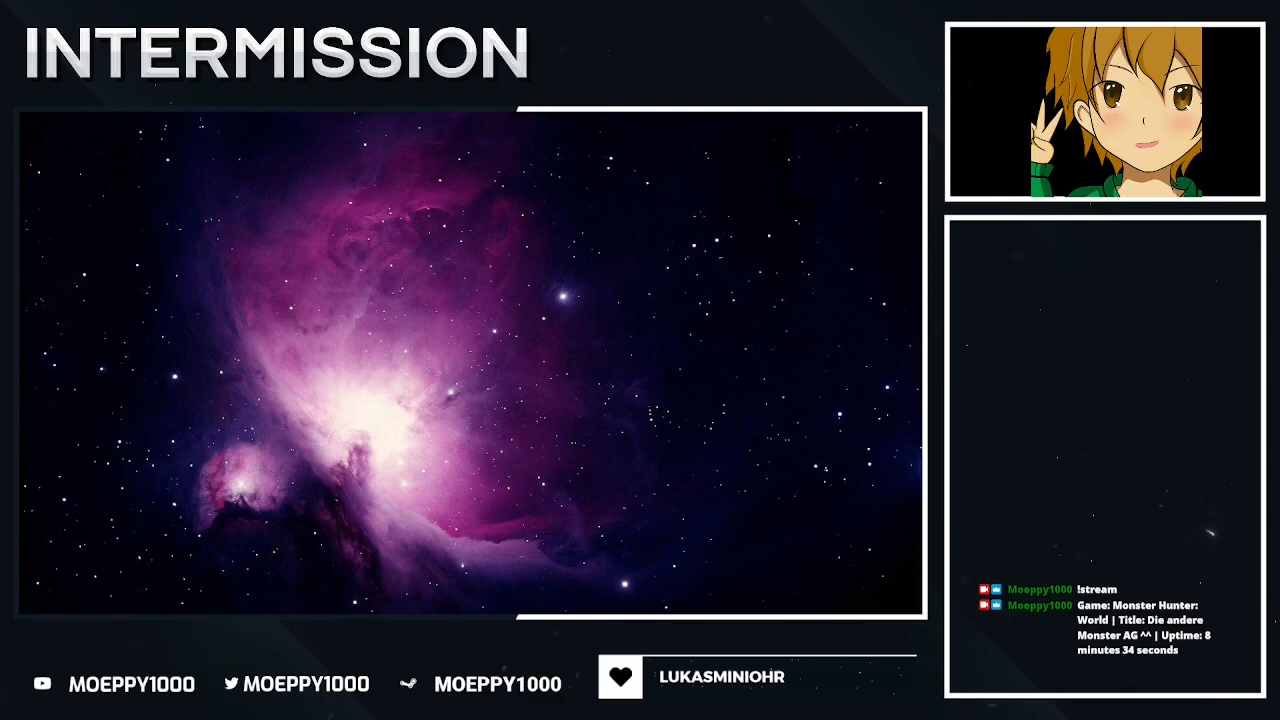 INTERMISSION
Moeppy1000 !stream
Moeppy1000 Game: Monster Hunter:
World | Title: Die andere
Monster AG ^^ | Uptime: 8
minutes 34 seconds
MOEPPY1000 MOEPPY1000 MOEPPY1000 LUKASMINIOHR